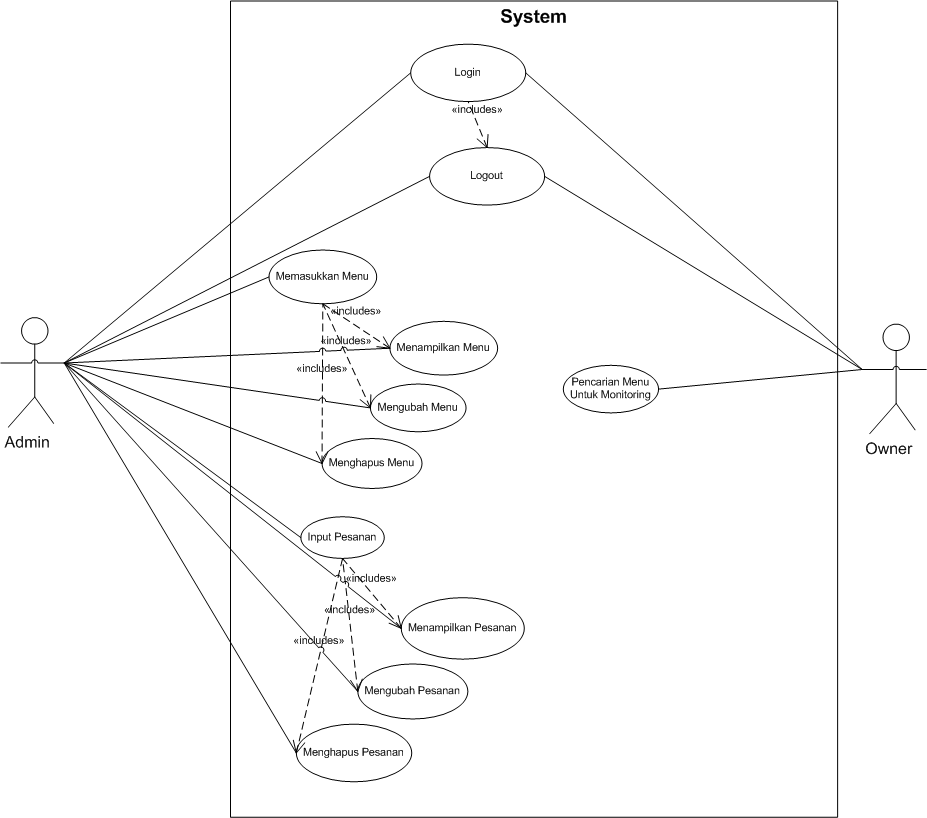 System
Login
«includes»
Logout
Memasukkan Menu
«includes»
«includes»
Menampilkan Menu
«includes»
Pencarian Menu
Untuk Monitoring
Mengubah Menu
Admin
Owner
Menghapus Menu
Input Pesanan
«includes»
«includes»
Menampilkan Pesanan
«includes»
Mengubah Pesanan
Menghapus Pesanan